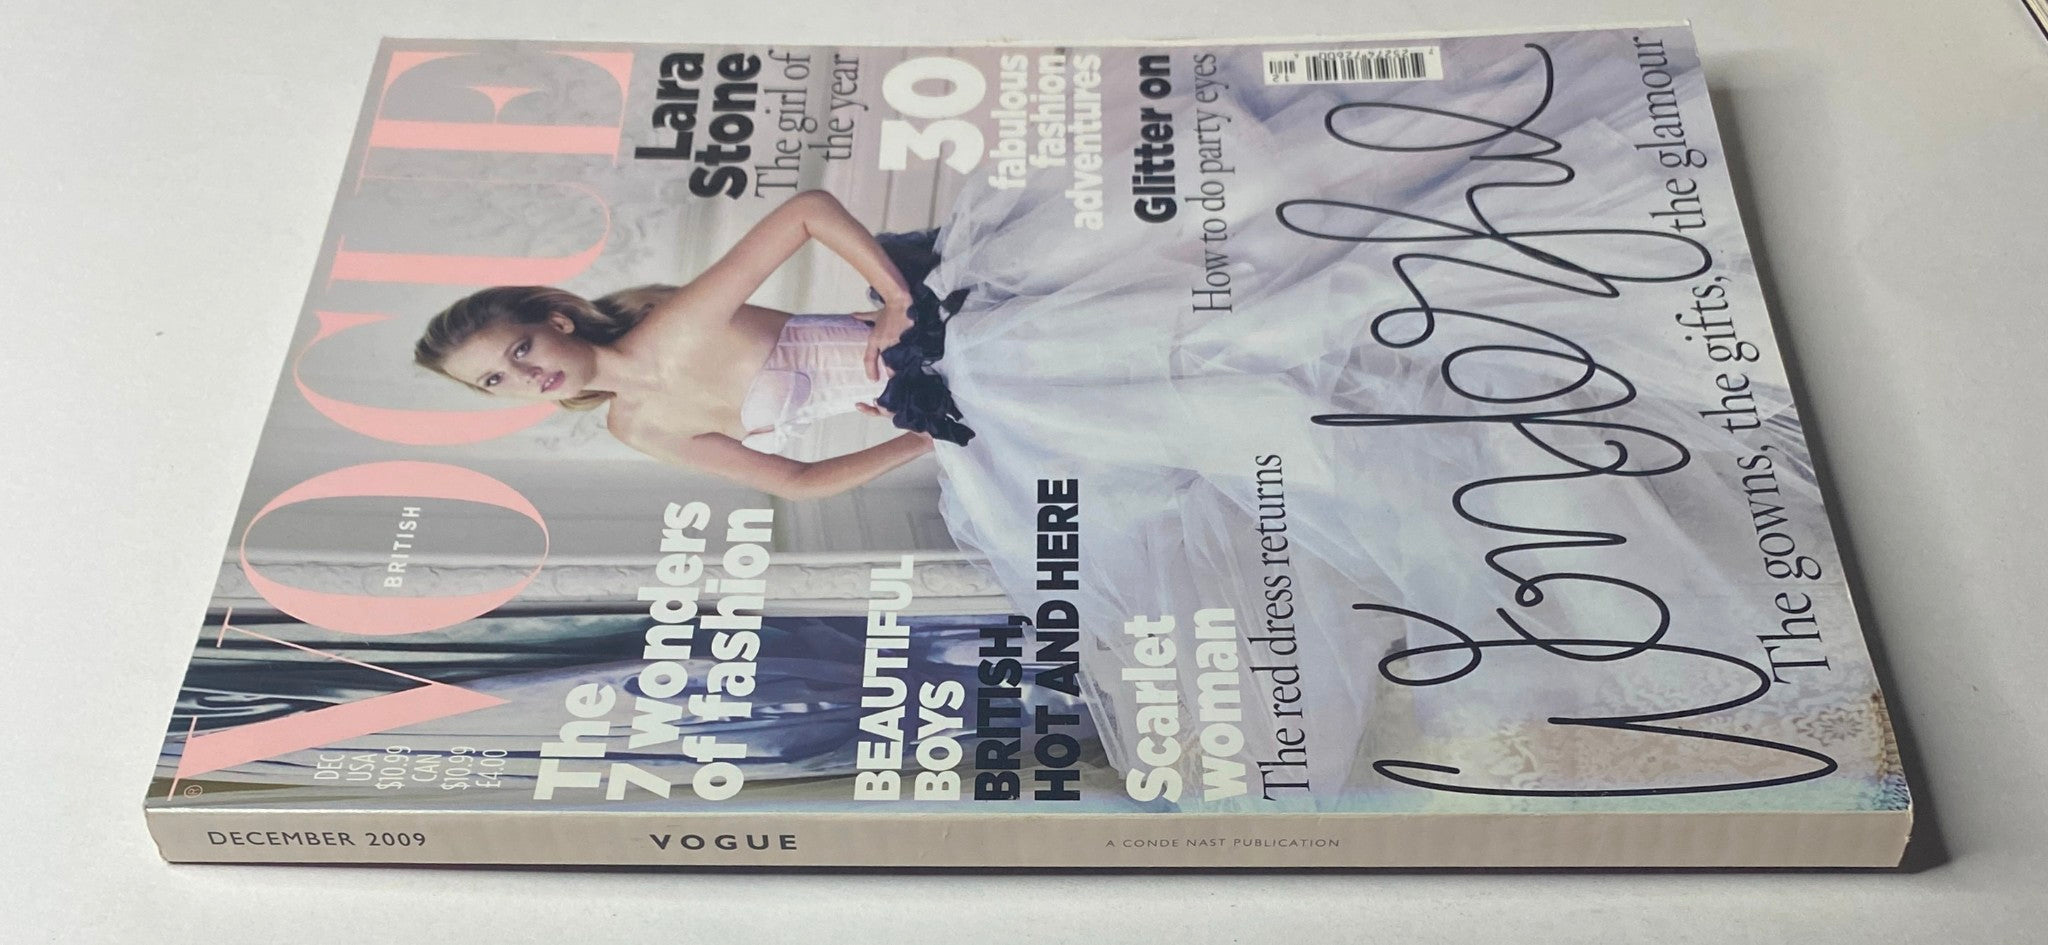 VOGUE
BRITISH
®
DEC
USA
$10.99
CAN
$10.99
£4.00
Lara
Stone
The girl of
the year
The
7 wonders
of fashion
30
fabulous
fashion
adventures
BEAUTIFUL
BOYS
BRITISH,
HOT AND HERE
Glitter on
How to do party eyes
Scarlet
woman
The red dress returns
12
Cinderella
The gowns, the gifts, the glamour
DECEMBER 2009
VOGUE
A CONDE NAST PUBLICATION